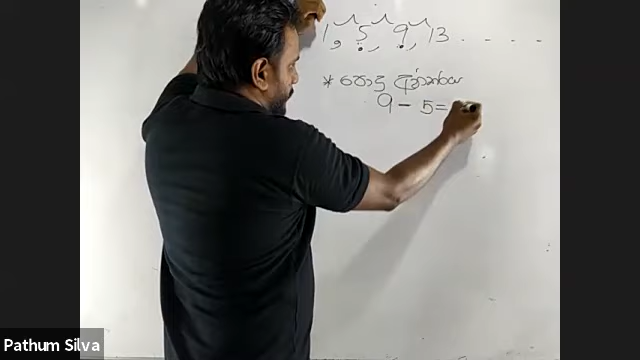 1, 5, 9, 13 . - - -
* පොදු අන්තරය
9 - 5 =
Pathum Silva